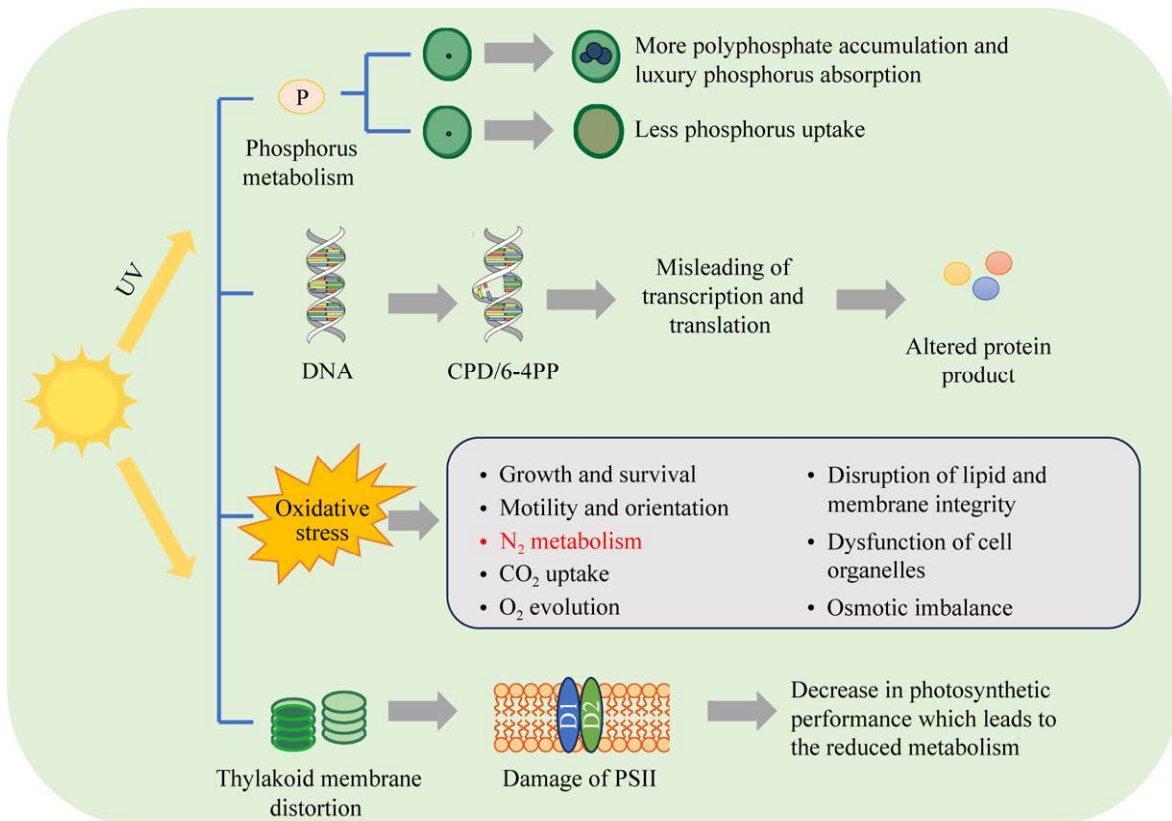 More polyphosphate accumulation and
luxury phosphorus absorption
P
Less phosphorus uptake
Phosphorus
metabolism
UV
Misleading of
transcription and
translation
DNA
CPD/6-4PP
Altered protein
product
Oxidative
stress
• Growth and survival
• Motility and orientation
• N₂ metabolism
• CO₂ uptake
• O₂ evolution
• Disruption of lipid and
membrane integrity
• Dysfunction of cell
organelles
• Osmotic imbalance
D1
D2
Decrease in photosynthetic
performance which leads to
the reduced metabolism
Thylakoid membrane
distortion
Damage of PSII